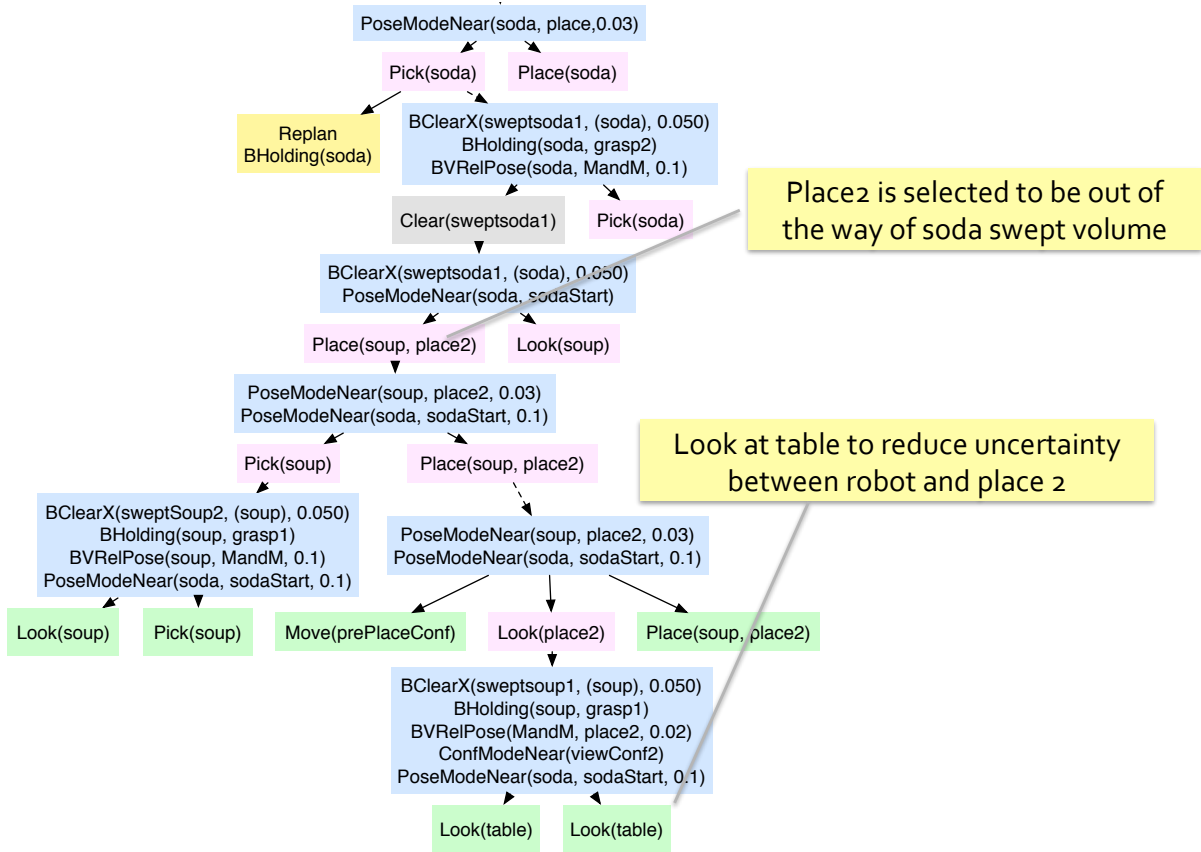 PoseModeNear(soda, place,0.03)
Pick(soda)
Place(soda)
Replan
BHolding(soda)
BClearX(sweptsoda1, (soda), 0.050)
BHolding(soda, grasp2)
BVRelPose(soda, MandM, 0.1)
Place2 is selected to be out of
the way of soda swept volume
Clear(sweptsoda1)
Pick(soda)
BClearX(sweptsoda1, (soda), 0.050)
PoseModeNear(soda, sodaStart)
Place(soup, place2)
Look(soup)
PoseModeNear(soup, place2, 0.03)
PoseModeNear(soda, sodaStart, 0.1)
Look at table to reduce uncertainty
between robot and place 2
Pick(soup)
Place(soup, place2)
BClearX(sweptSoup2, (soup), 0.050)
BHolding(soup, grasp1)
BVRelPose(soup, MandM, 0.1)
PoseModeNear(soda, sodaStart, 0.1)
PoseModeNear(soup, place2, 0.03)
PoseModeNear(soda, sodaStart, 0.1)
Look(soup)
Pick(soup)
Move(prePlaceConf)
Look(place2)
Place(soup, place2)
BClearX(sweptsoup1, (soup), 0.050)
BHolding(soup, grasp1)
BVRelPose(MandM, place2, 0.02)
ConfModeNear(viewConf2)
PoseModeNear(soda, sodaStart, 0.1)
Look(table)
Look(table)